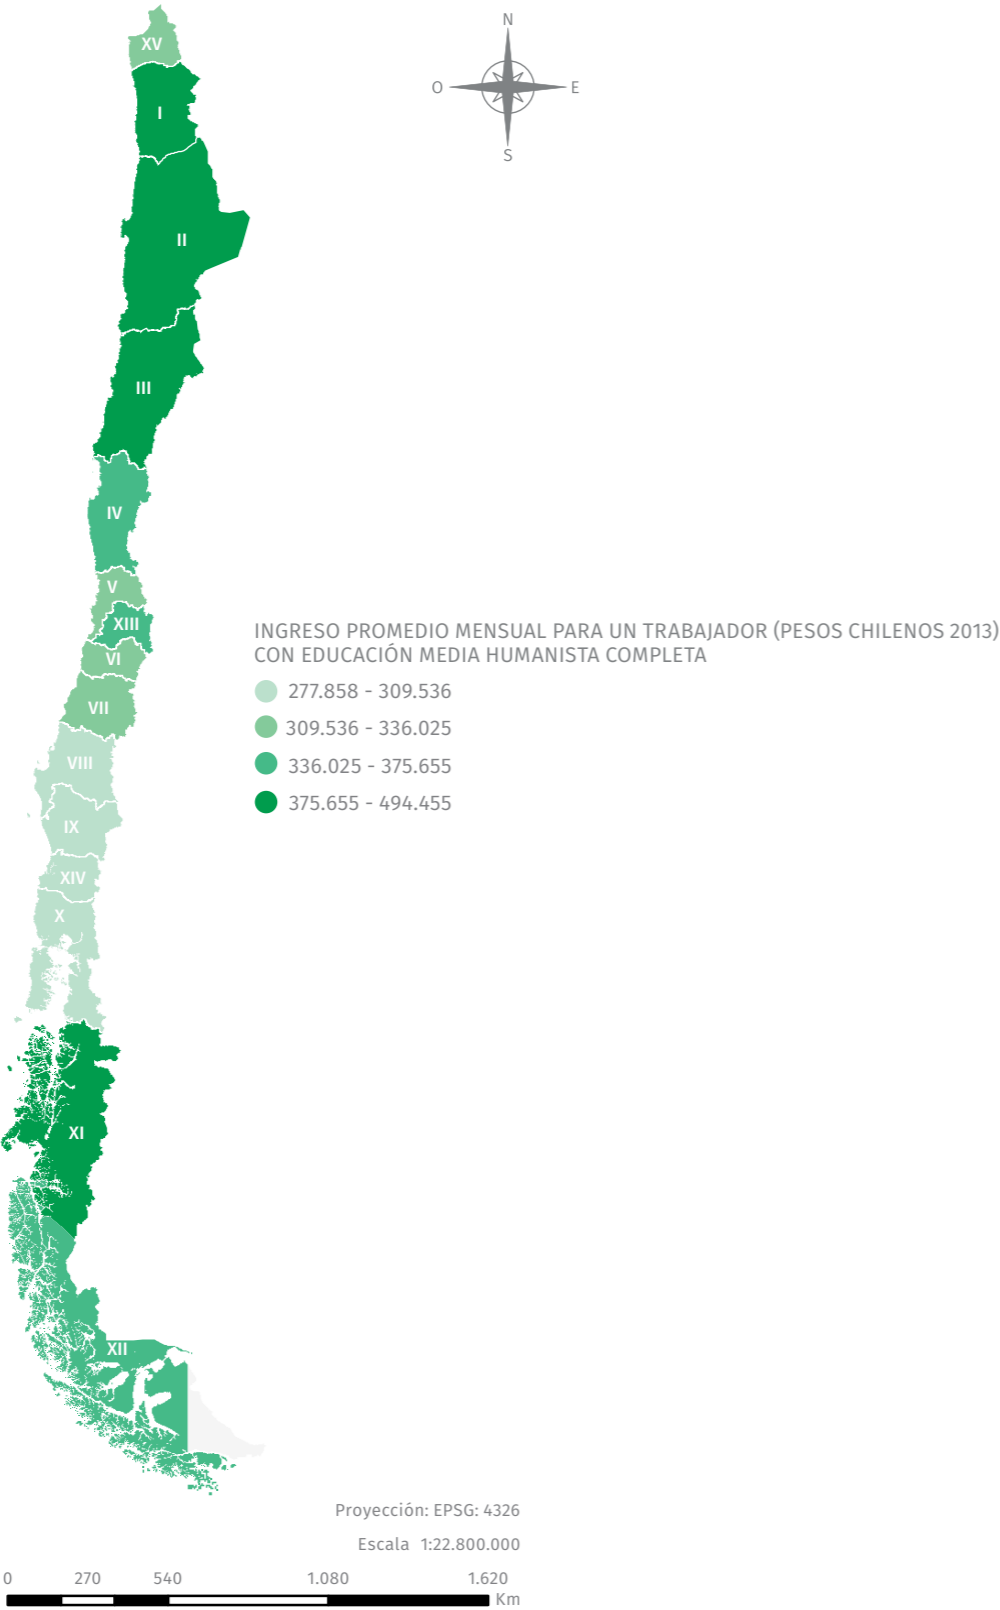 N
O
E
S
XV
I
II
III
IV
V
XIII
VI
VII
INGRESO PROMEDIO MENSUAL PARA UN TRABAJADOR (PESOS CHILENOS 2013)
CON EDUCACIÓN MEDIA HUMANISTA COMPLETA
277.858 - 309.536
309.536 - 336.025
336.025 - 375.655
375.655 - 494.455
VIII
IX
XIV
X
XI
XII
Proyección: EPSG: 4326
Escala 1:22.800.000
0 270 540 1.080 1.620
Km